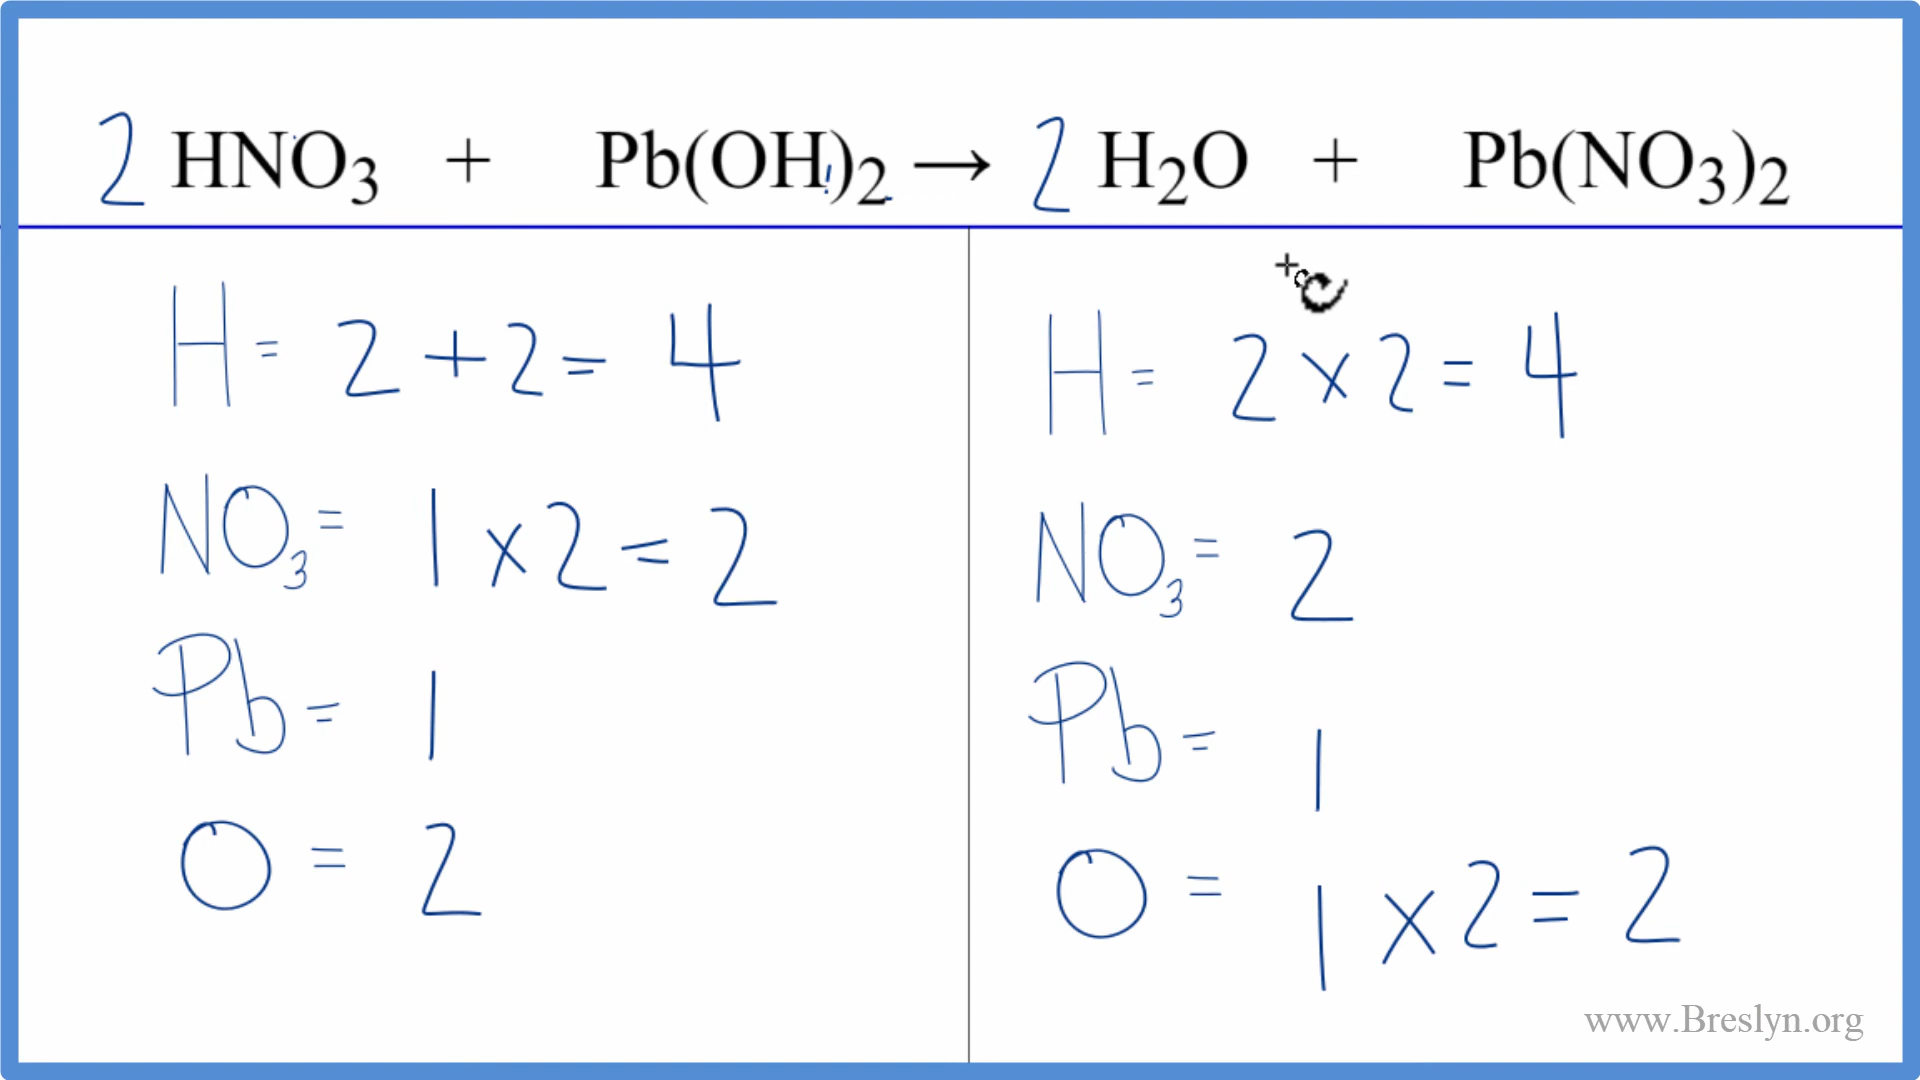 2 HNO₃ + Pb(OH)₂ → 2 H₂O + Pb(NO₃)₂
H = 2 + 2 = 4
NO₃ = 1 x 2 = 2
Pb = 1
O = 2
H = 2 x 2 = 4
NO₃ = 2
Pb = 1
O = 1 x 2 = 2
www.Breslyn.org